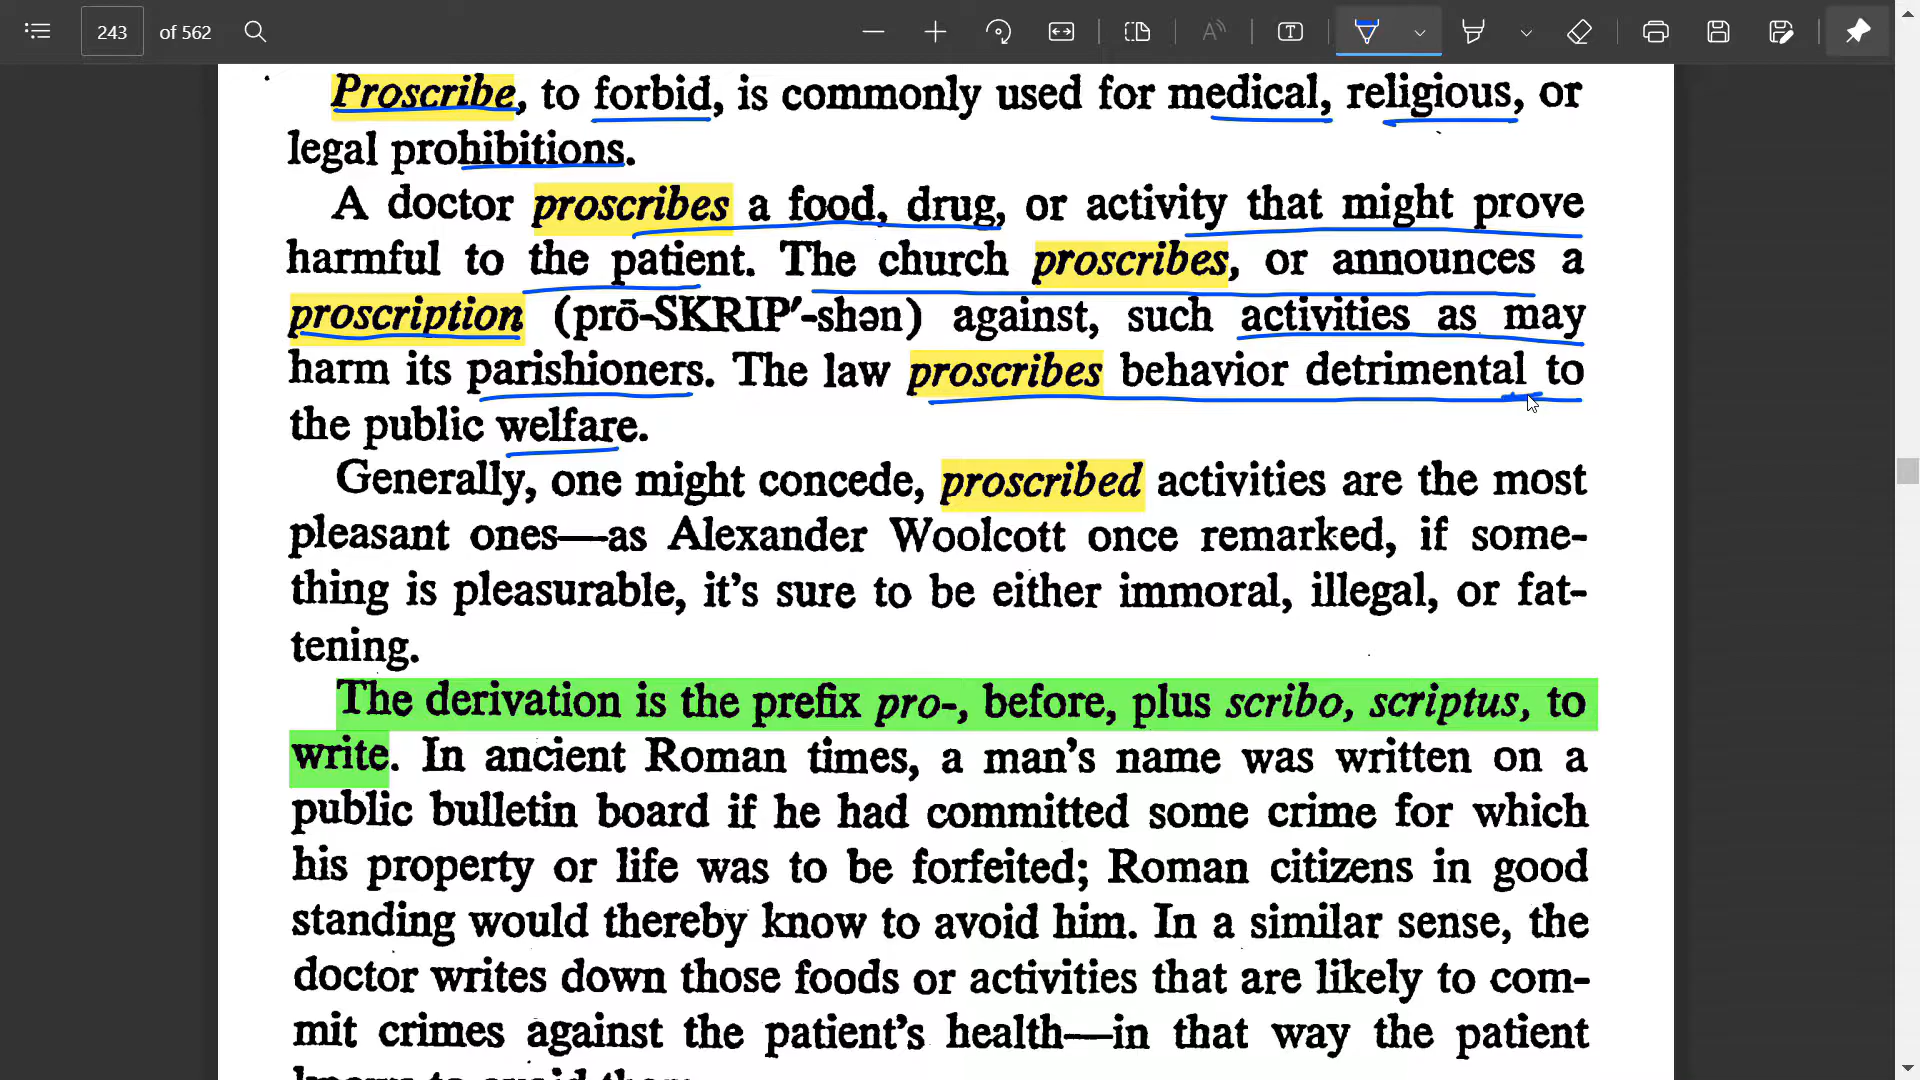 243 of 562
Proscribe, to forbid, is commonly used for medical, religious, or
legal prohibitions.
A doctor proscribes a food, drug, or activity that might prove
harmful to the patient. The church proscribes, or announces a
proscription (prō-SKRIP′-shən) against, such activities as may
harm its parishioners. The law proscribes behavior detrimental to
the public welfare.
Generally, one might concede, proscribed activities are the most
pleasant ones—as Alexander Woolcott once remarked, if some-
thing is pleasurable, it's sure to be either immoral, illegal, or fat-
tening.
The derivation is the prefix pro-, before, plus scribo, scriptus, to
write. In ancient Roman times, a man's name was written on a
public bulletin board if he had committed some crime for which
his property or life was to be forfeited; Roman citizens in good
standing would thereby know to avoid him. In a similar sense, the
doctor writes down those foods or activities that are likely to com-
mit crimes against the patient's health—in that way the patient